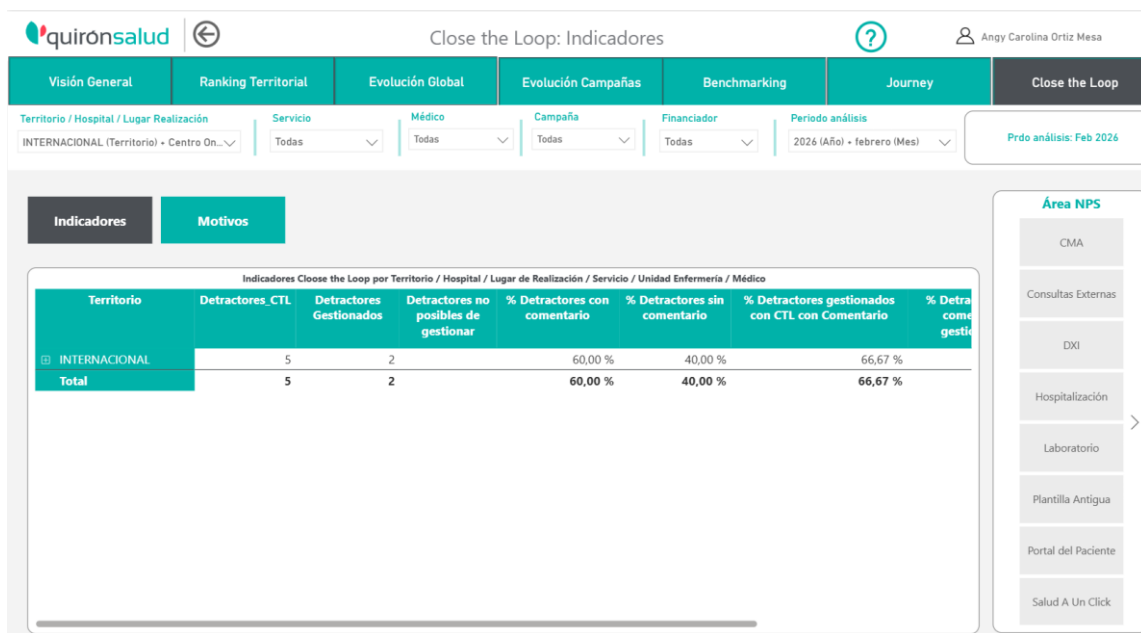 quirónsalud
Close the Loop: Indicadores
?
Angy Carolina Ortiz Mesa
Visión General
Ranking Territorial
Evolución Global
Evolución Campañas
Benchmarking
Journey
Close the Loop
Territorio / Hospital / Lugar Realización
INTERNACIONAL (Territorio) + Centro On...
Servicio
Todas
Médico
Todas
Campaña
Todas
Financiador
Todas
Periodo análisis
2026 (Año) + febrero (Mes)
Prdo análisis: Feb 2026
Indicadores
Motivos
Indicadores Cloose the Loop por Territorio / Hospital / Lugar de Realización / Servicio / Unidad Enfermería / Médico
Territorio
Detractores_CTL
Detractores
Gestionados
Detractores no
posibles de
gestionar
% Detractores con
comentario
% Detractores sin
comentario
% Detractores gestionados
con CTL con Comentario
% Detra
come
gestio
INTERNACIONAL 5 2 60,00 % 40,00 % 66,67 %
Total 5 2 60,00 % 40,00 % 66,67 %
Área NPS
CMA
Consultas Externas
DXI
Hospitalización
Laboratorio
Plantilla Antigua
Portal del Paciente
Salud A Un Click